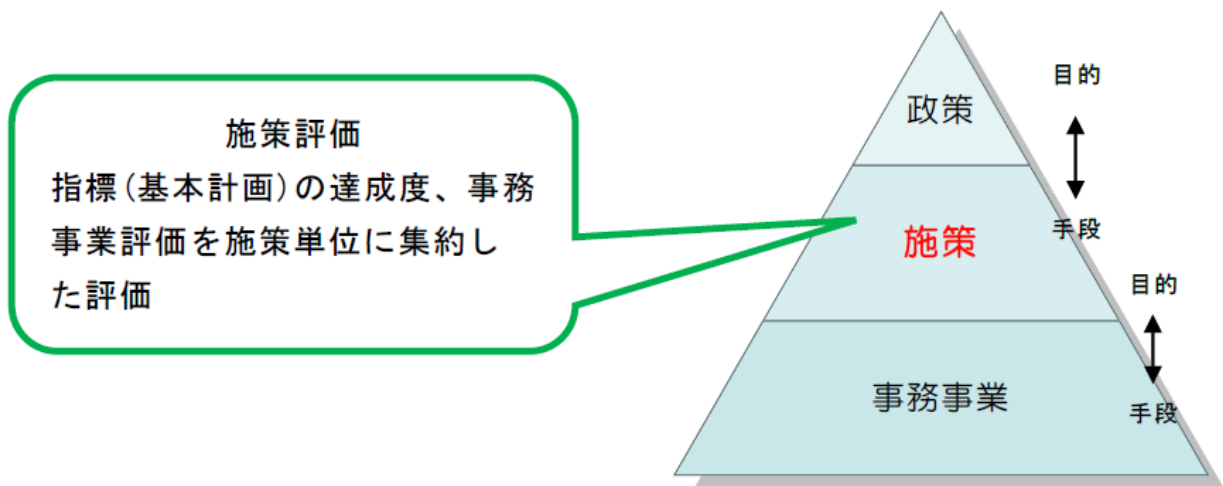 施策評価
指標(基本計画)の達成度、事務
事業評価を施策単位に集約し
た評価
政策
施策
事務事業
目的
手段
目的
手段